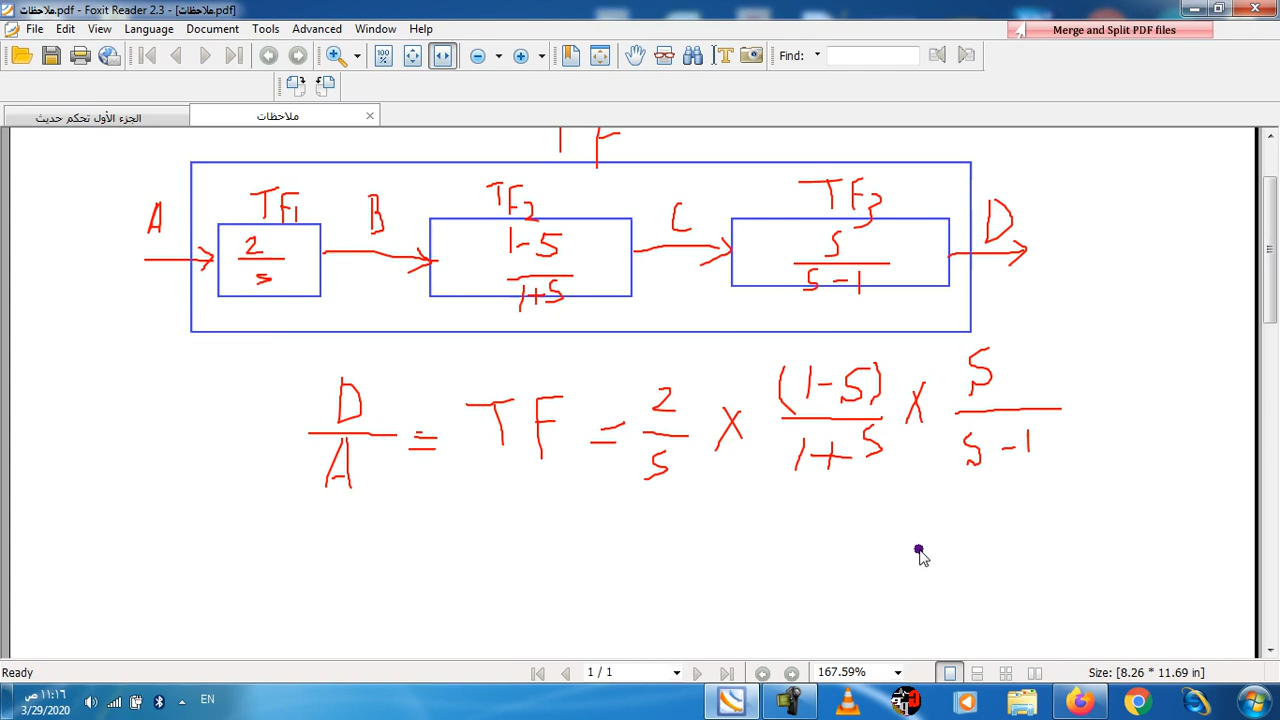 ملاحظات.pdf - Foxit Reader 2.3 - [ملاحظات.pdf]
File Edit View Language Document Tools Advanced Window Help
Merge and Split PDF files
Find:
الجزء الأول تحكم حديث
ملاحظات
TF
TF1 TF2 TF3
A B C D
2/s
1-s/1+s
s/s-1
D/A = TF = 2/s × (1-s)/1+s × s/s-1
Ready
1 / 1
167.59%
Size: [8.26 * 11.69 in]
EN
١١:١٦ ص
3/29/2020